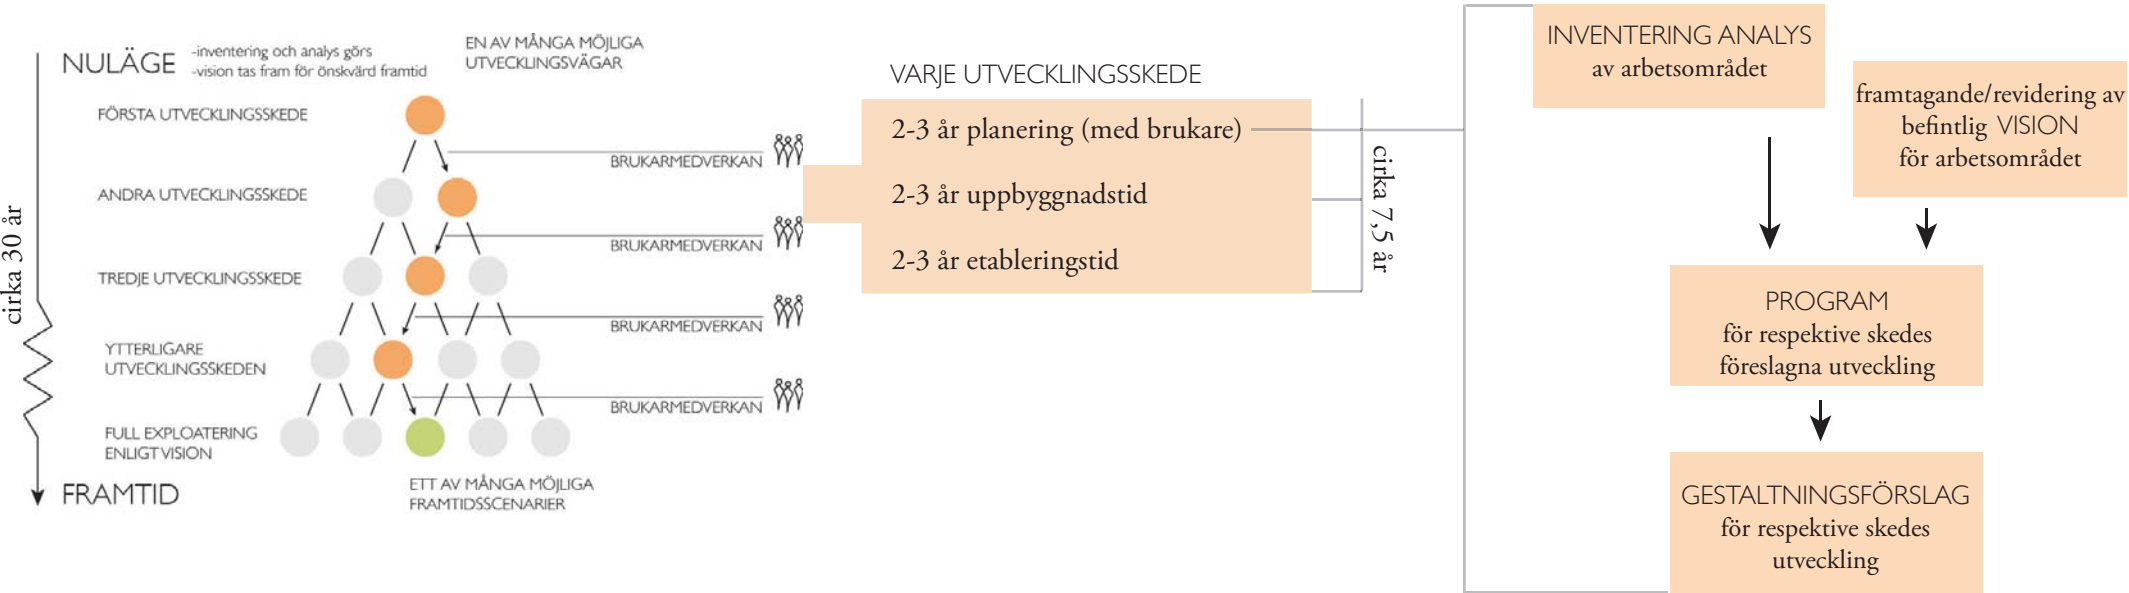 cirka 30 år
NULÄGE
-inventering och analys görs
-vision tas fram för önskvärd framtid
EN AV MÅNGA MÖJLIGA
UTVECKLINGSVÄGAR
FÖRSTA UTVECKLINGSSKEDE
BRUKARMEDVERKAN
ANDRA UTVECKLINGSSKEDE
BRUKARMEDVERKAN
TREDJE UTVECKLINGSSKEDE
BRUKARMEDVERKAN
YTTERLIGARE
UTVECKLINGSSKEDEN
BRUKARMEDVERKAN
FULL EXPLOATERING
ENLIGT VISION
FRAMTID
ETT AV MÅNGA MÖJLIGA
FRAMTIDSSCENARIER
VARJE UTVECKLINGSSKEDE
2-3 år planering (med brukare)
2-3 år uppbyggnadstid
2-3 år etableringstid
cirka 7,5 år
INVENTERING ANALYS
av arbetsområdet
framtagande/revidering av
befintlig VISION
för arbetsområdet
PROGRAM
för respektive skedes
föreslagna utveckling
GESTALTNINGSFÖRSLAG
för respektive skedes
utveckling